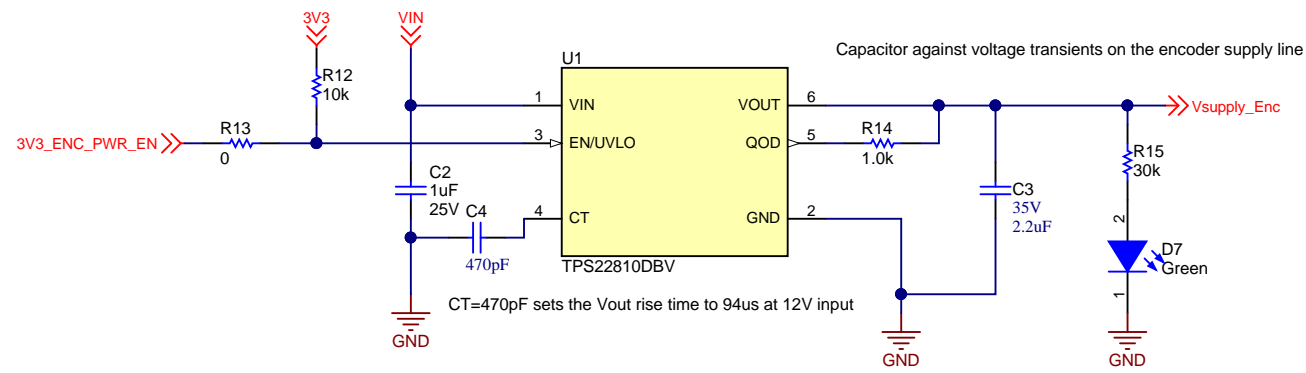 3V3
VIN
Capacitor against voltage transients on the encoder supply line
U1
R12
10k
1
VIN
VOUT
6
Vsupply_Enc
3V3_ENC_PWR_EN
R13
0
3
EN/UVLO
QOD
5
R14
1.0k
R15
30k
C2
1uF
25V
C4
470pF
4
CT
GND
2
C3
35V
2.2uF
2
D7
Green
1
TPS22810DBV
CT=470pF sets the Vout rise time to 94us at 12V input
GND
GND
GND